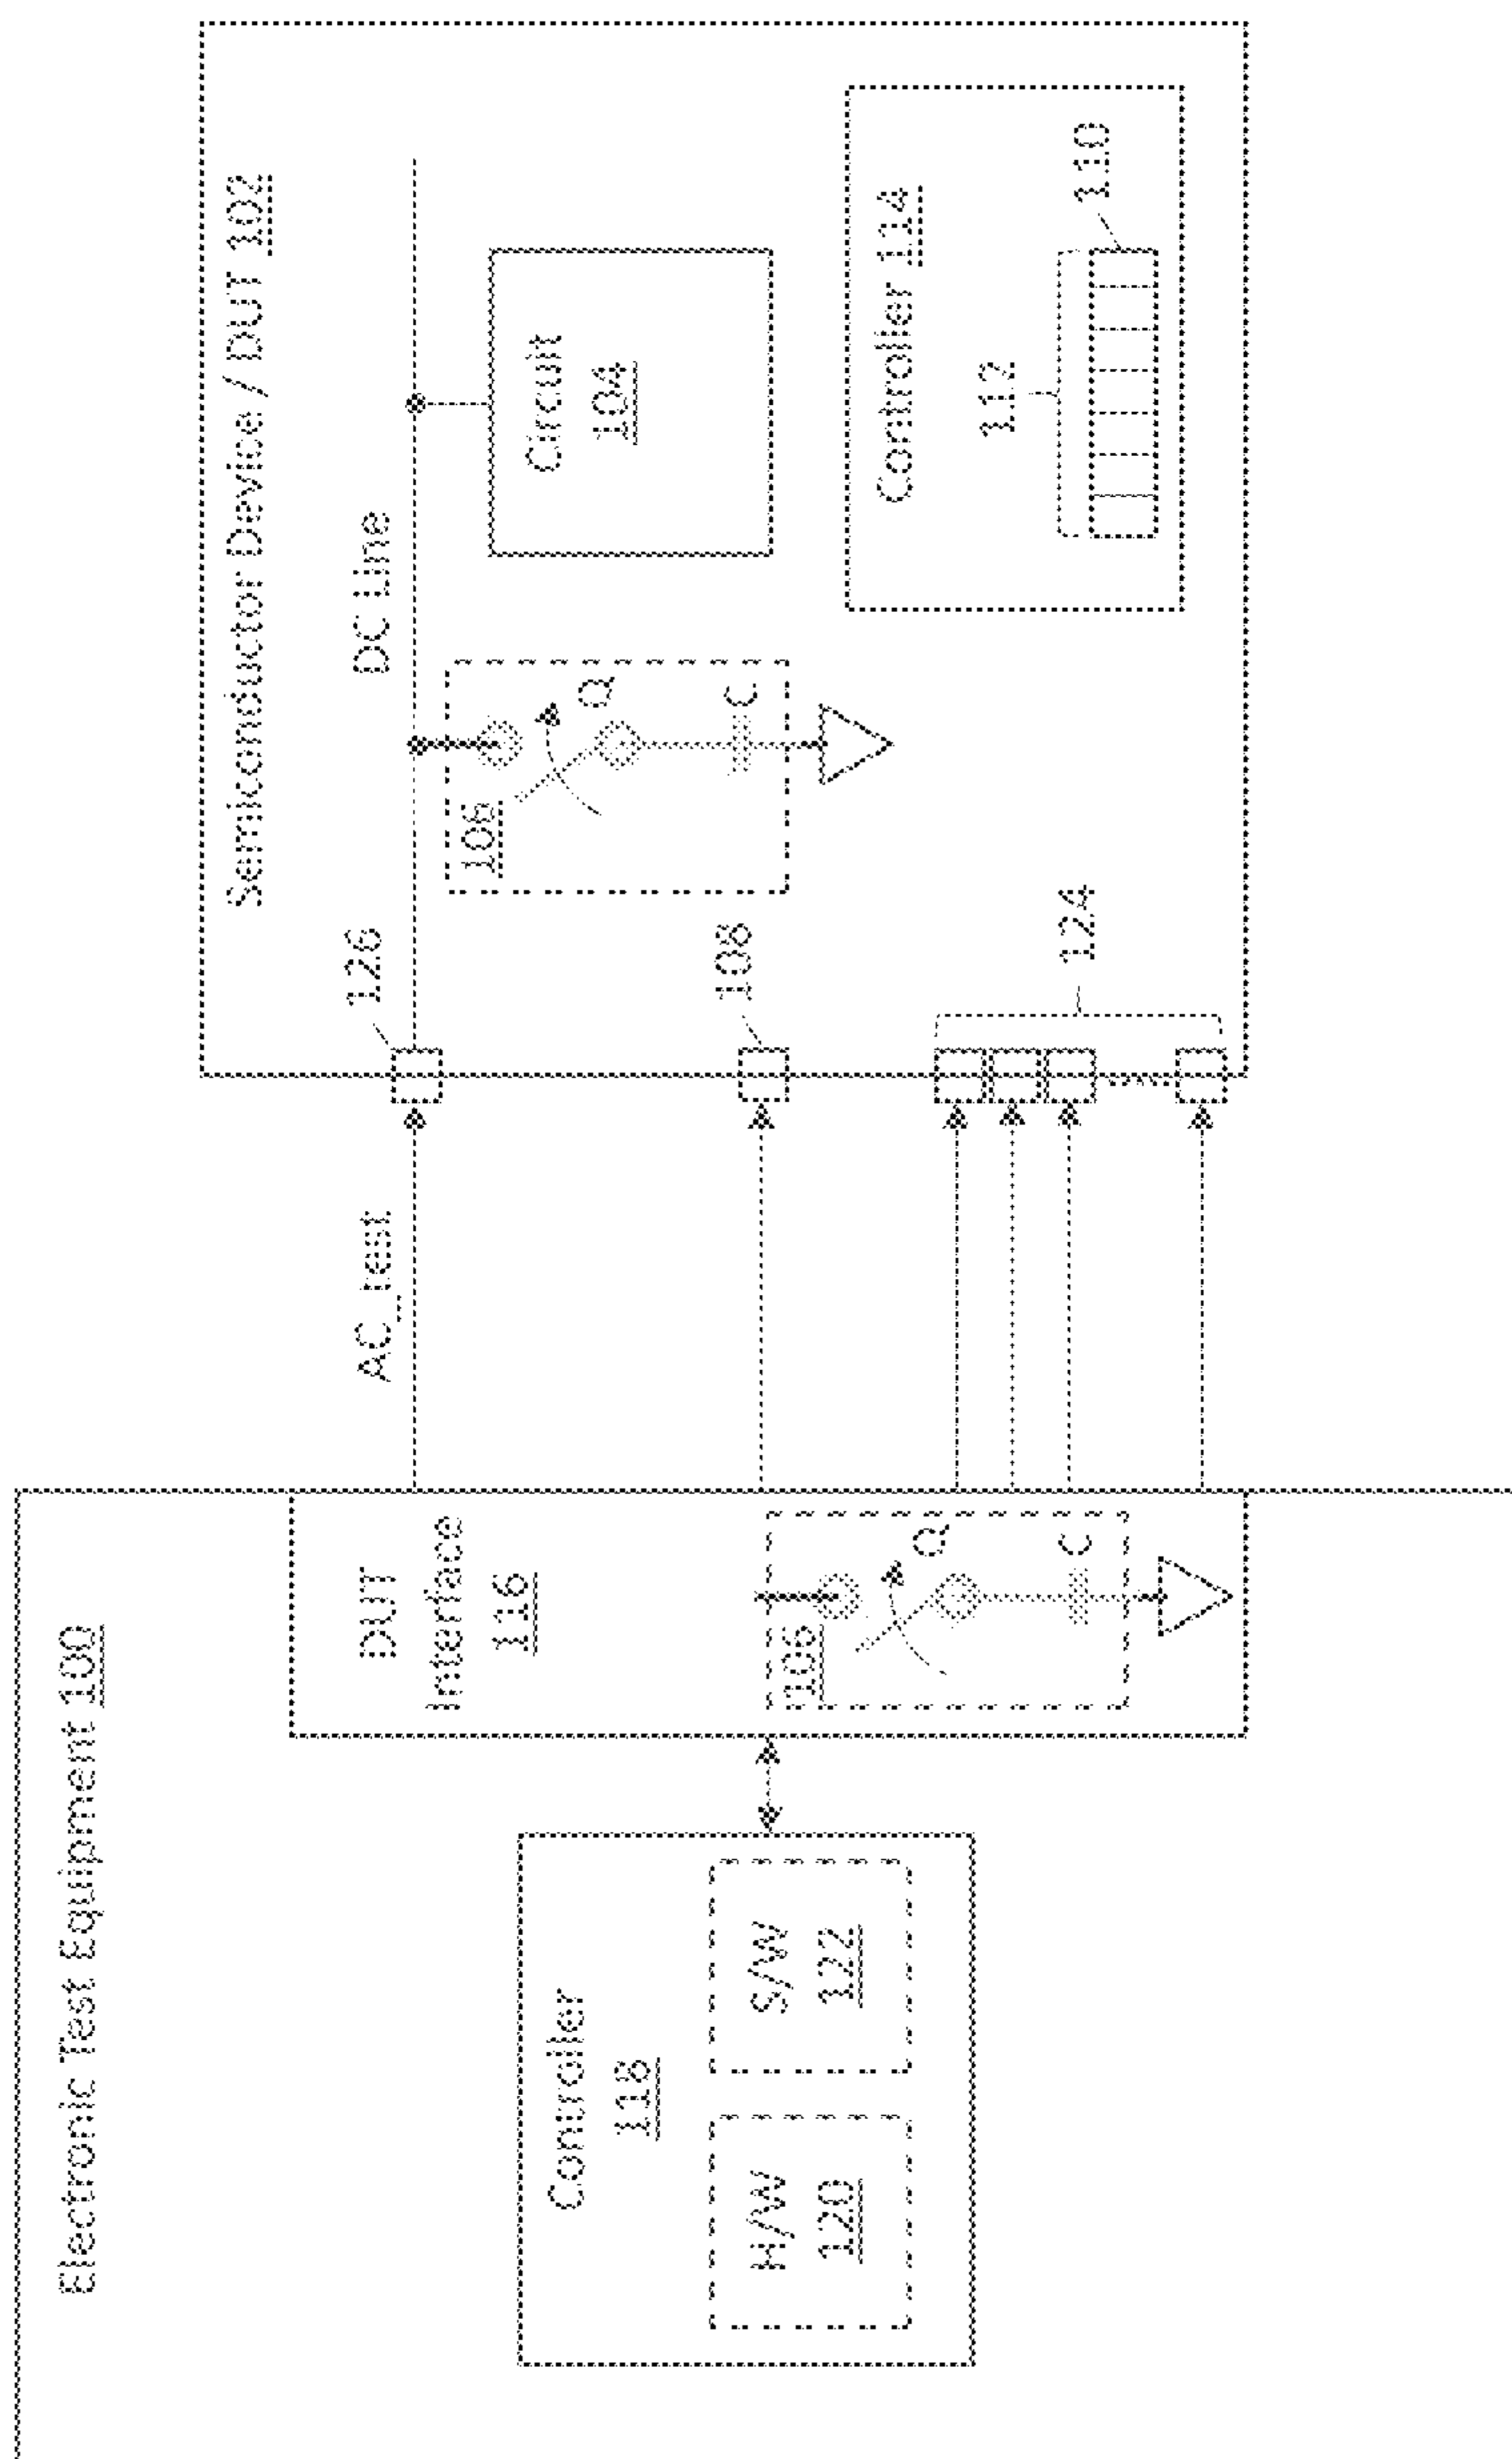 Electronic Test Equipment 100
Controller
118
H/W
120
S/W
122
DUT
Interface
116
106
Q
C
AC_test
Semiconductor Device / DUT 102
126
DC Line
106
Q
C
Circuit
104
108
Controller 114
112
110
124